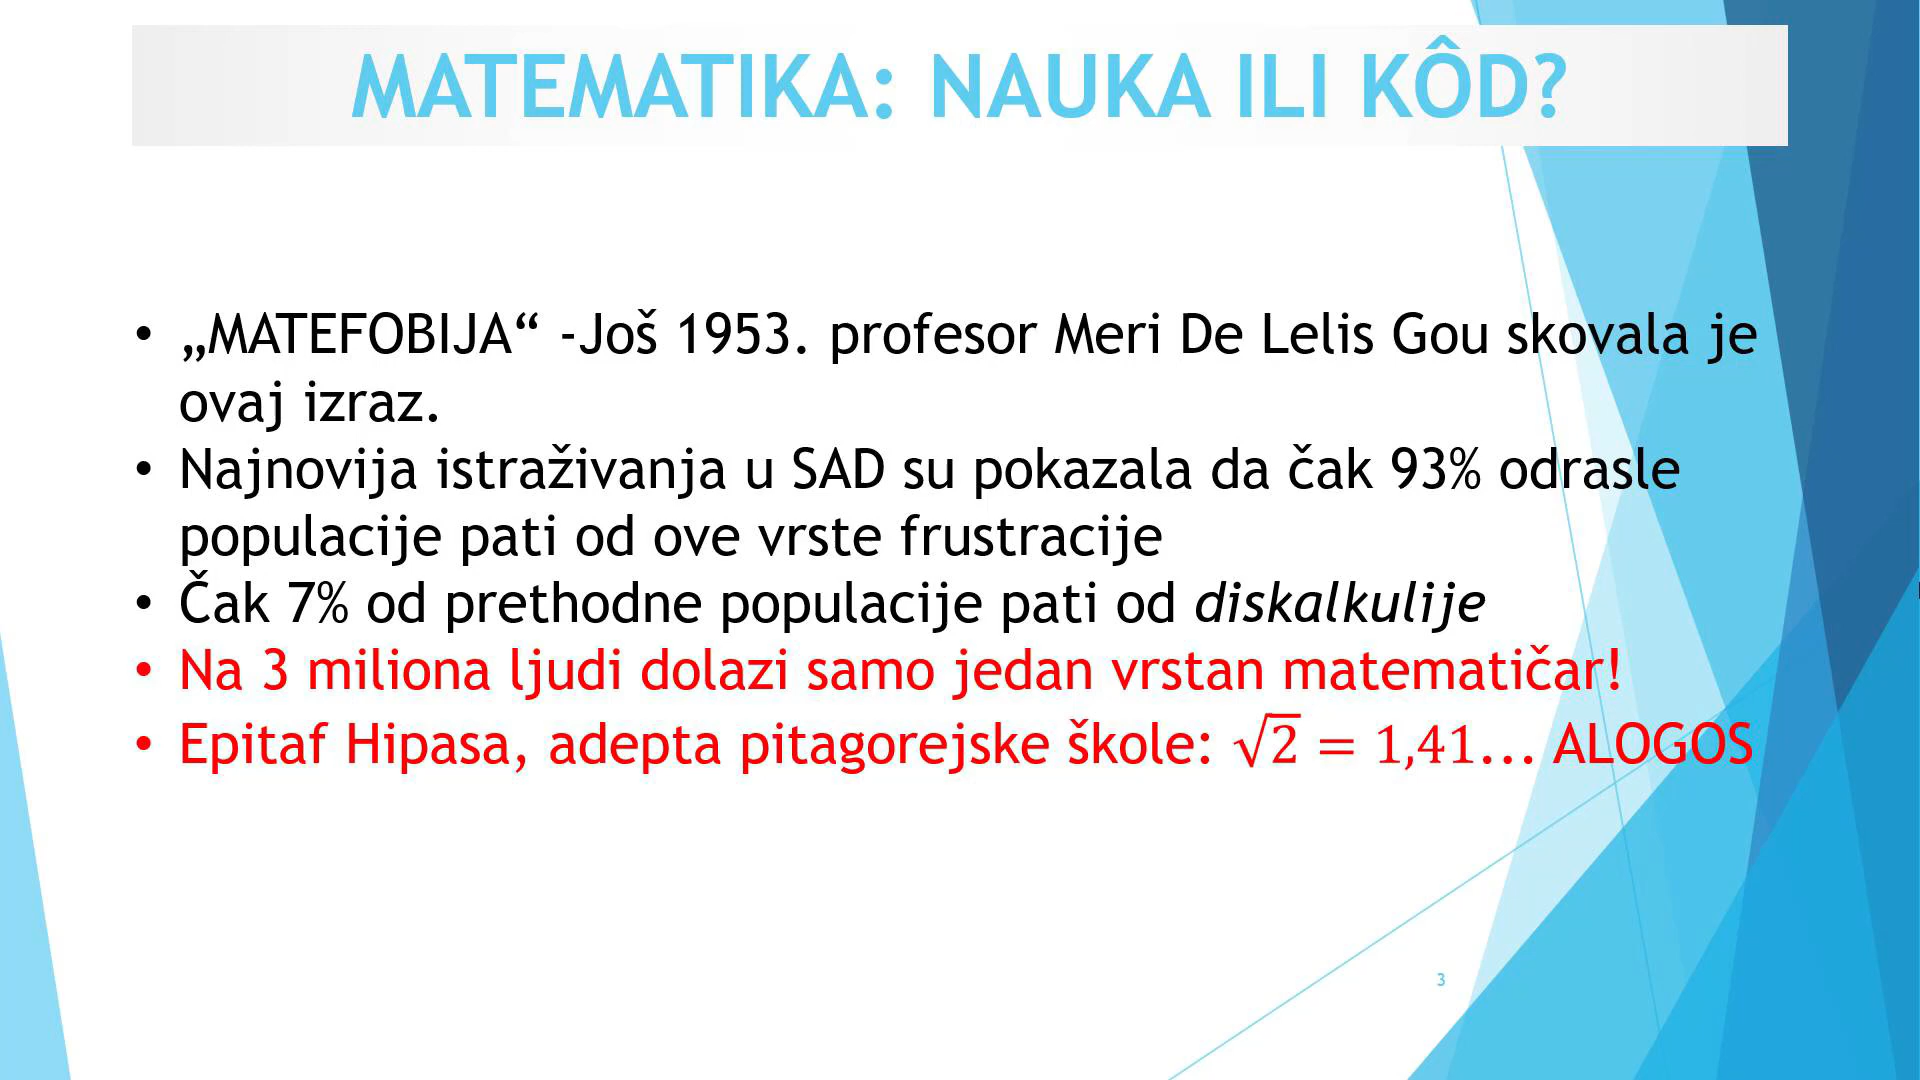 MATEMATIKA: NAUKA ILI KÔD?
• „MATEFOBIJA“ -Još 1953. profesor Meri De Lelis Gou skovala je
ovaj izraz.
• Najnovija istraživanja u SAD su pokazala da čak 93% odrasle
populacije pati od ove vrste frustracije
• Čak 7% od prethodne populacije pati od diskalkulije
• Na 3 miliona ljudi dolazi samo jedan vrstan matematičar!
• Epitaf Hipasa, adepta pitagorejske škole: √2 = 1,41... ALOGOS
3